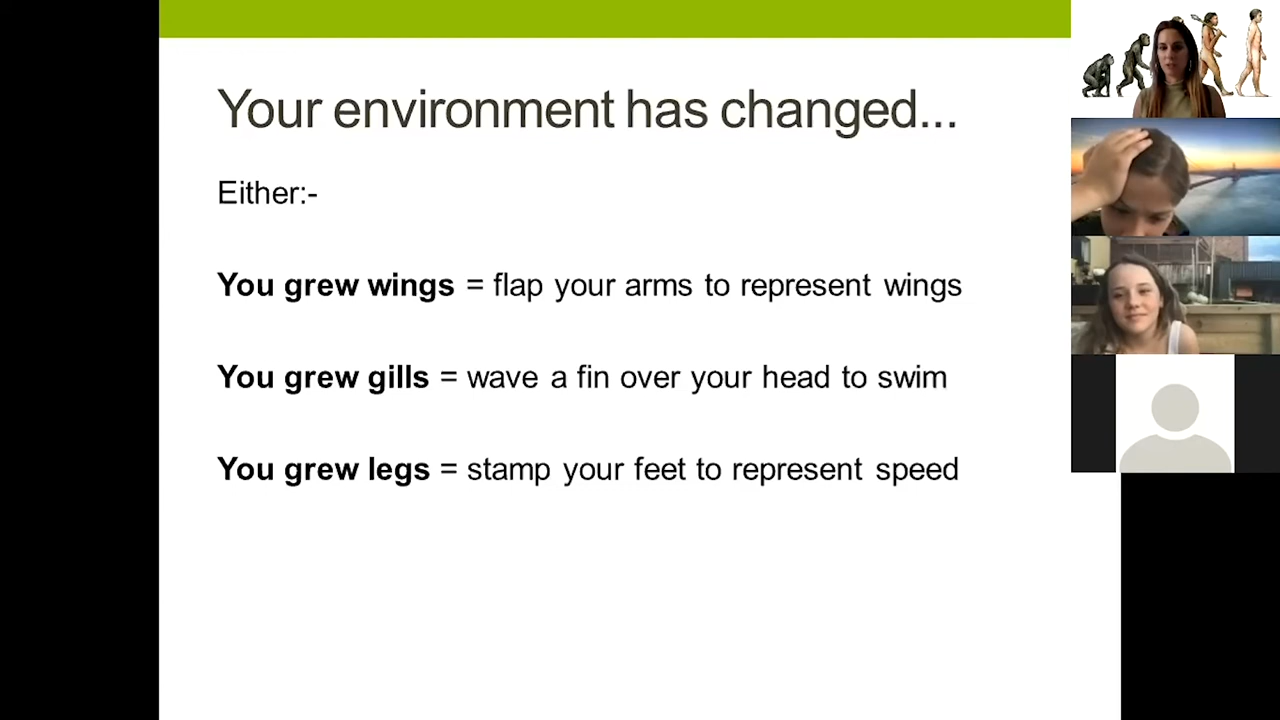 Your environment has changed...
Either:-
You grew wings = flap your arms to represent wings
You grew gills = wave a fin over your head to swim
You grew legs = stamp your feet to represent speed